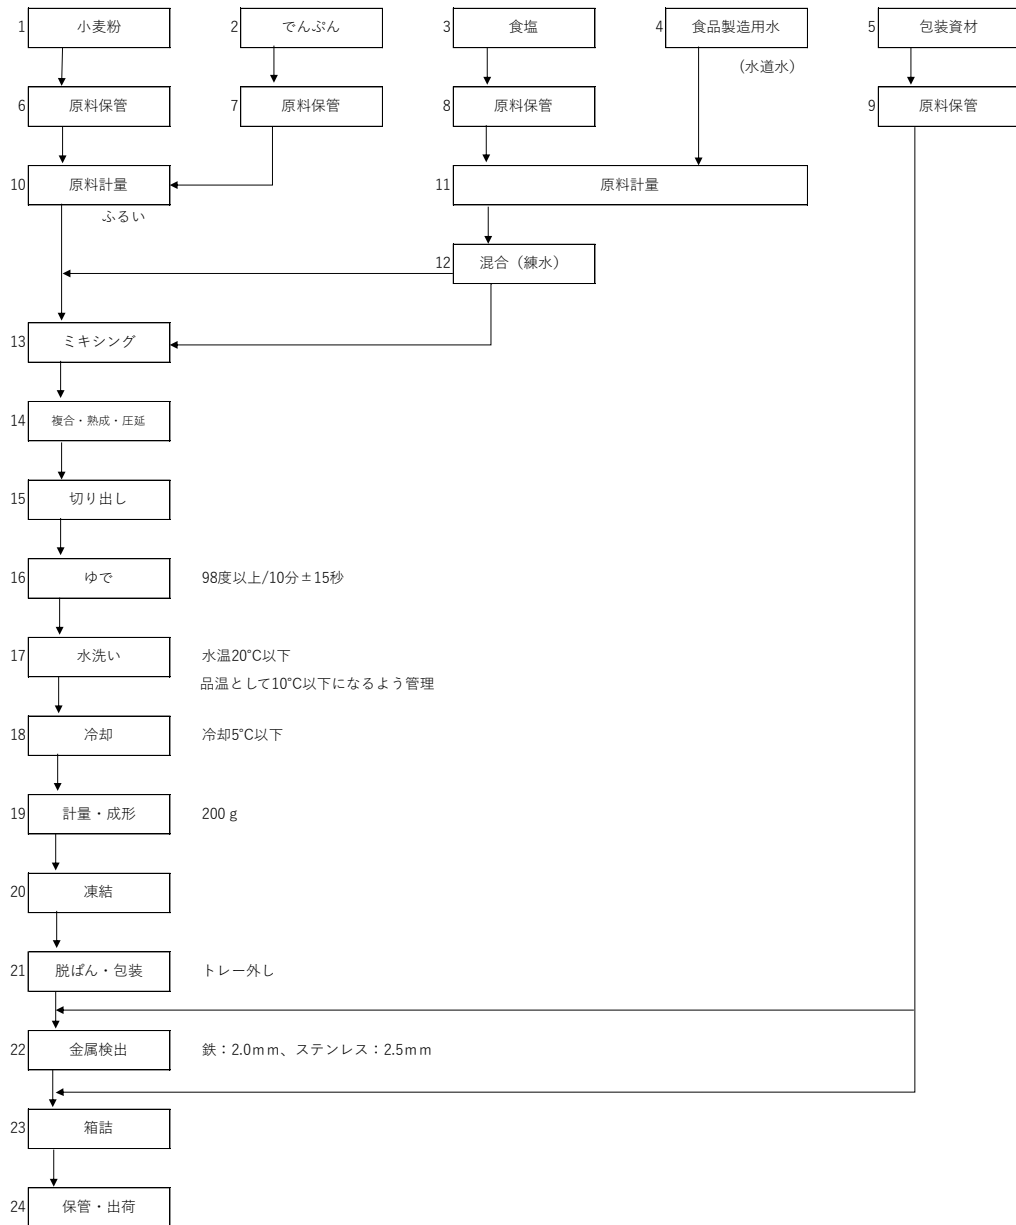 1 小麦粉
2 でんぷん
3 食塩
4 食品製造用水
5 包装資材
(水道水)
6 原料保管
7 原料保管
8 原料保管
9 原料保管
10 原料計量
11 原料計量
ふるい
12 混合（練水）
13 ミキシング
14 複合・熟成・圧延
15 切り出し
16 ゆで 98度以上/10分±15秒
17 水洗い 水温20°C以下
品温として10°C以下になるよう管理
18 冷却 冷却5°C以下
19 計量・成形 200ｇ
20 凍結
21 脱ぱん・包装 トレー外し
22 金属検出 鉄：2.0ｍｍ、ステンレス：2.5ｍｍ
23 箱詰
24 保管・出荷